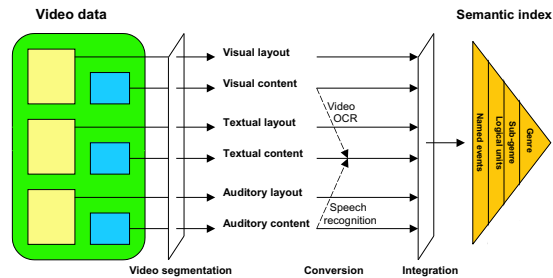 Video data
Semantic index
Visual layout
Visual content
Video
OCR
Textual layout
Textual content
Auditory layout
Speech
recognition
Auditory content
Named events
Logical units
Sub-genre
Genre
Video segmentation
Conversion
Integration